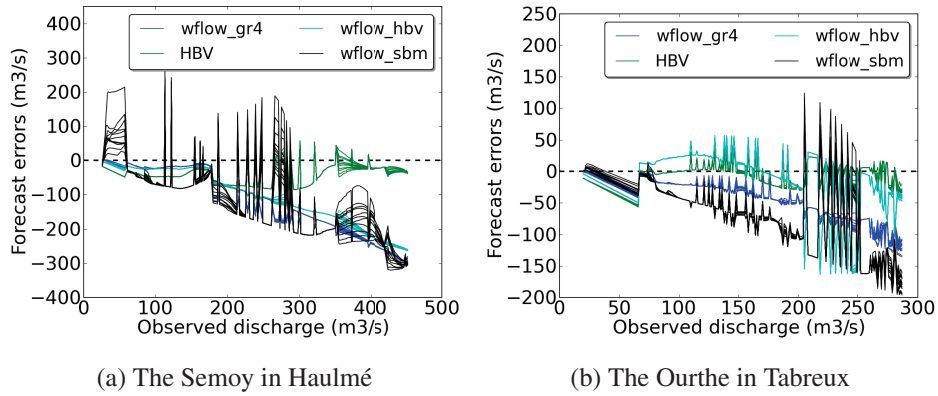 Forecast errors (m3/s)
400
300
200
100
0
−100
−200
−300
−400
0 100 200 300 400 500
Observed discharge (m3/s)
wflow_gr4 wflow_hbv
HBV wflow_sbm
(a) The Semoy in Haulmé
Forecast errors (m3/s)
250
200
150
100
50
0
−50
−100
−150
−200
0 50 100 150 200 250 300
Observed discharge (m3/s)
wflow_gr4 wflow_hbv
HBV wflow_sbm
(b) The Ourthe in Tabreux